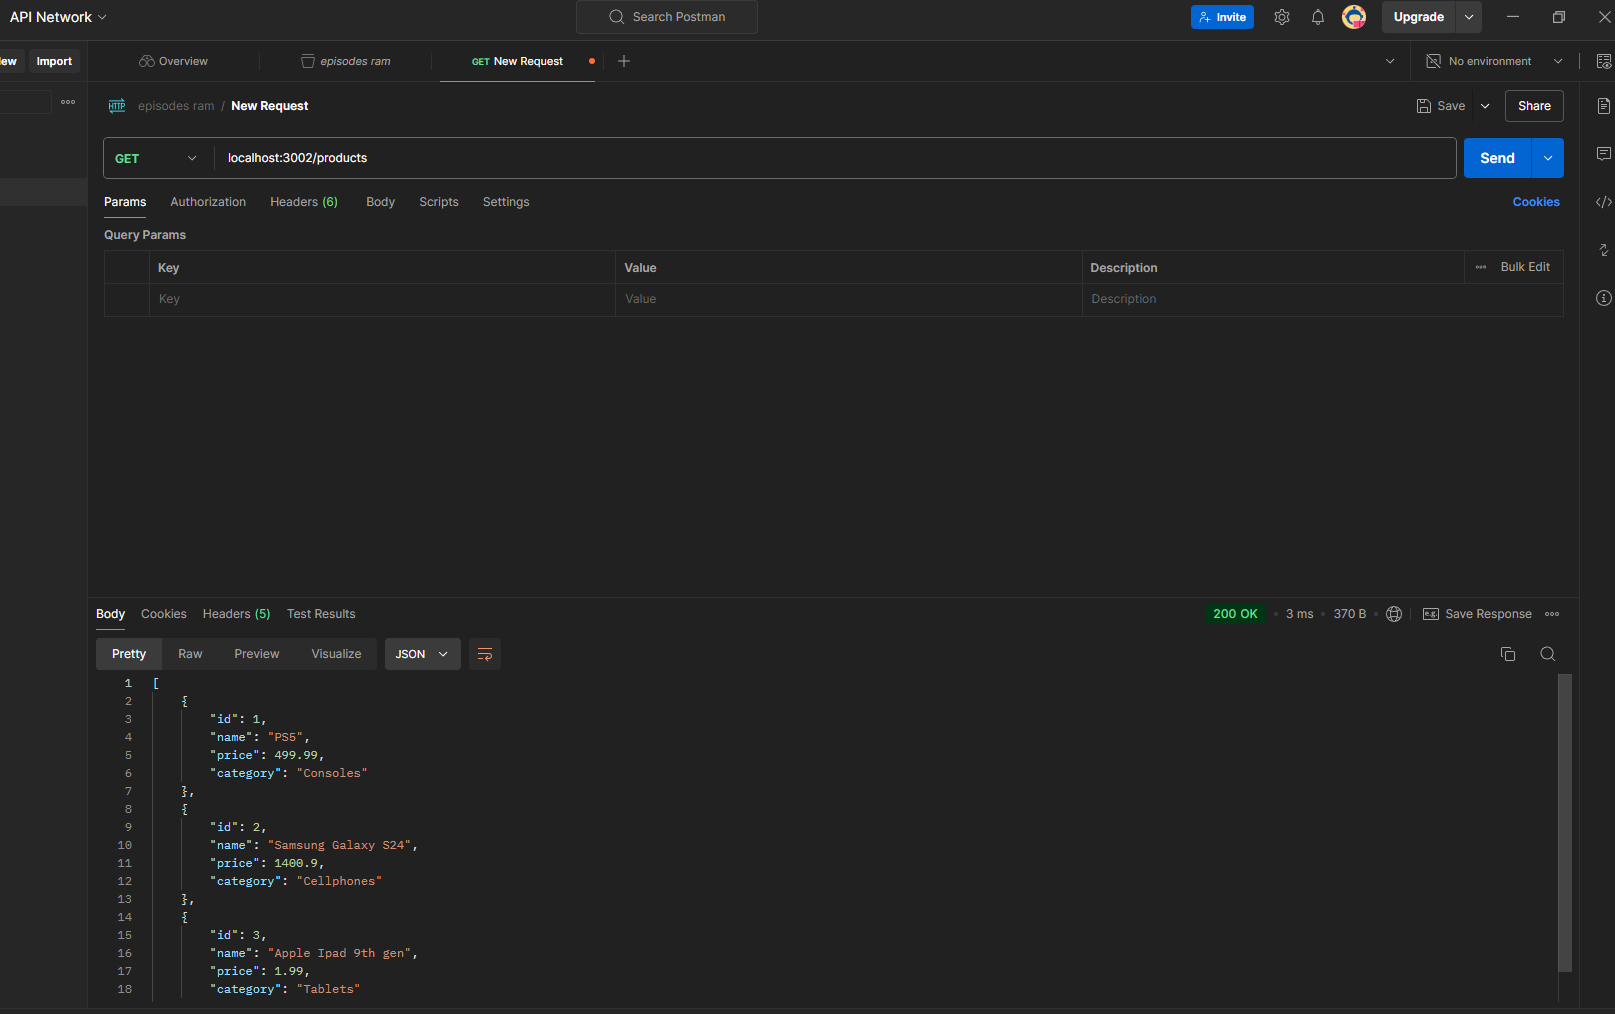 API Network
Search Postman
Invite
Upgrade
Import
Overview
episodes ram
GET New Request
No environment
HTTP episodes ram / New Request
Save
Share
GET
localhost:3002/products
Send
Params Authorization Headers (6) Body Scripts Settings
Cookies
Query Params
Key Value Description
Bulk Edit
Key Value Description
Body Cookies Headers (5) Test Results
200 OK • 3 ms • 370 B •
e.g. Save Response
Pretty Raw Preview Visualize JSON
1 [
2 {
3 "id": 1,
4 "name": "PS5",
5 "price": 499.99,
6 "category": "Consoles"
7 },
8 {
9 "id": 2,
10 "name": "Samsung Galaxy S24",
11 "price": 1400.9,
12 "category": "Cellphones"
13 },
14 {
15 "id": 3,
16 "name": "Apple Ipad 9th gen",
17 "price": 1.99,
18 "category": "Tablets"